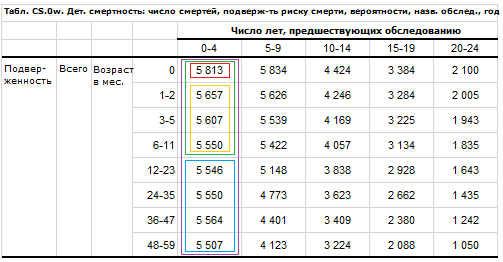 Табл. CS.0w. Дет. смертность: число смертей, подверж-ть риску смерти, вероятности, назв. обслед., год
Число лет, предшествующих обследованию
0-4 5-9 10-14 15-19 20-24
Подвер-женность Всего Возраст в мес. 0 5 813 5 834 4 424 3 384 2 100
1-2 5 657 5 626 4 246 3 284 2 005
3-5 5 607 5 539 4 169 3 225 1 943
6-11 5 550 5 422 4 057 3 134 1 835
12-23 5 546 5 148 3 838 2 928 1 643
24-35 5 550 4 773 3 623 2 662 1 435
36-47 5 564 4 401 3 409 2 380 1 242
48-59 5 507 4 123 3 224 2 088 1 050